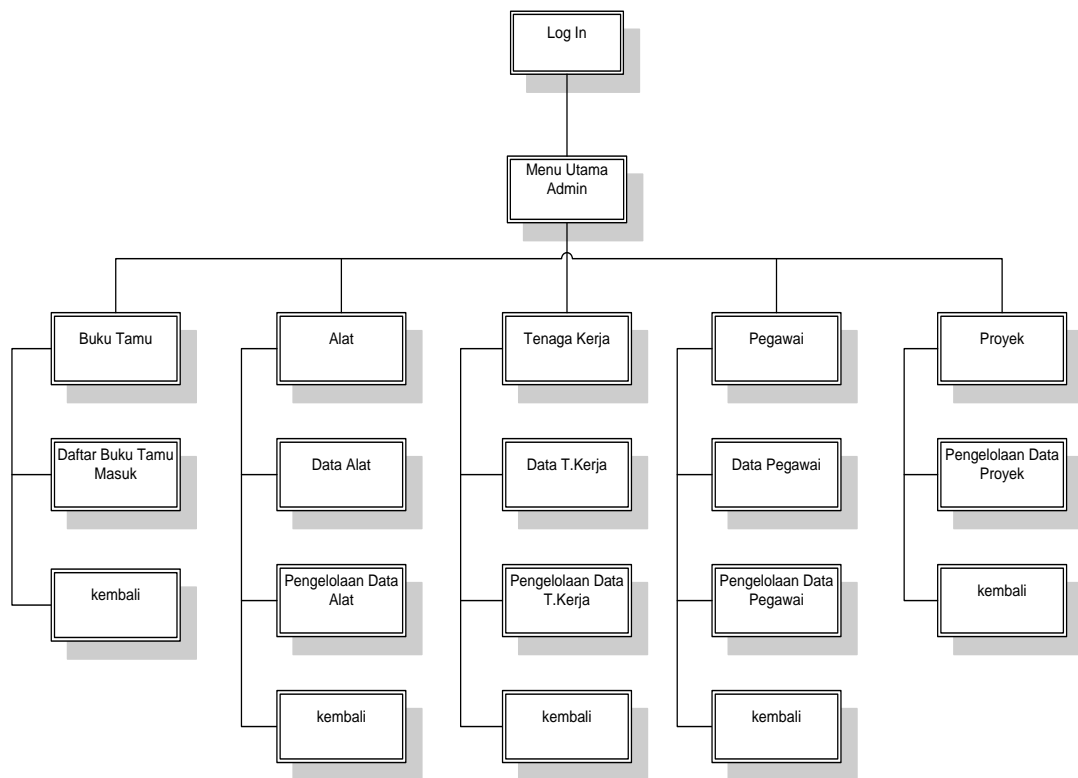 Log In
Menu Utama
Admin
Buku Tamu
Alat
Tenaga Kerja
Pegawai
Proyek
Daftar Buku Tamu
Masuk
Data Alat
Data T.Kerja
Data Pegawai
Pengelolaan Data
Proyek
kembali
Pengelolaan Data
Alat
Pengelolaan Data
T.Kerja
Pengelolaan Data
Pegawai
kembali
kembali
kembali
kembali